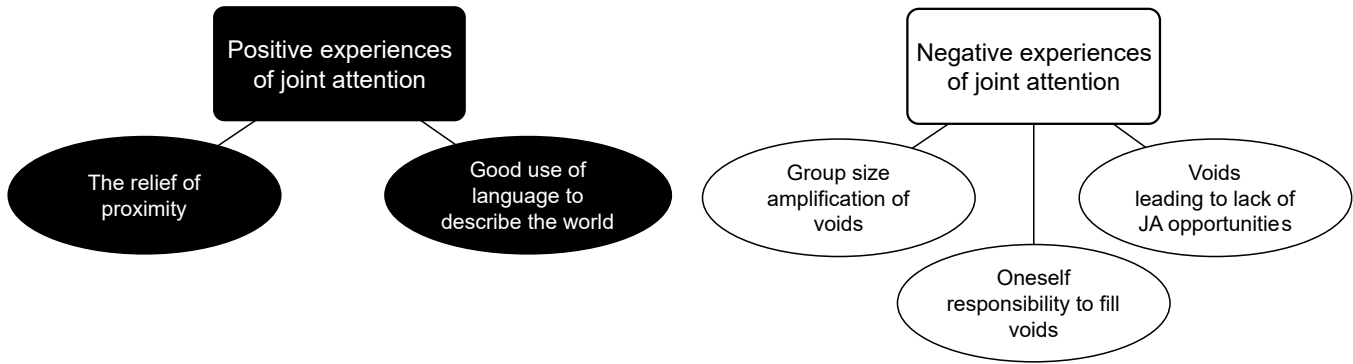 Positive experiences
of joint attention
The relief of
proximity
Good use of
language to
describe the world
Negative experiences
of joint attention
Group size
amplification of
voids
Oneself
responsibility to fill
voids
Voids
leading to lack of
JA opportunities